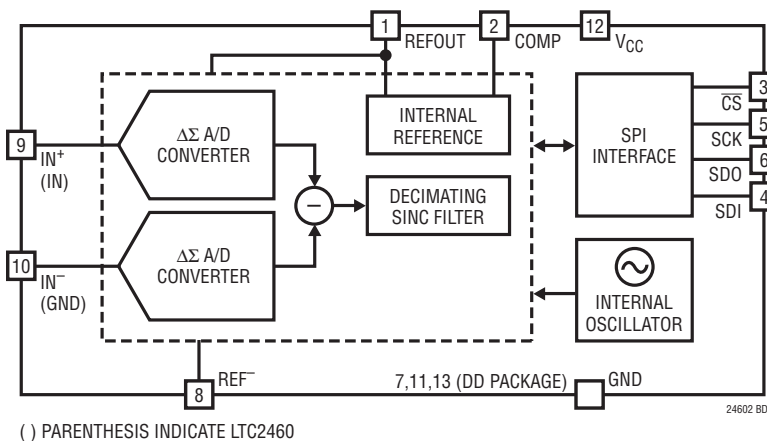 1 REFOUT
2 COMP
12 VCC
9 IN+
(IN)
10 IN−
(GND)
ΔΣ A/D
CONVERTER
ΔΣ A/D
CONVERTER
−
INTERNAL
REFERENCE
DECIMATING
SINC FILTER
SPI
INTERFACE
3
C̅S̅
5
SCK
6
SDO
4
SDI
INTERNAL
OSCILLATOR
8 REF−
7,11,13 (DD PACKAGE) GND
24602 BD
( ) PARENTHESIS INDICATE LTC2460